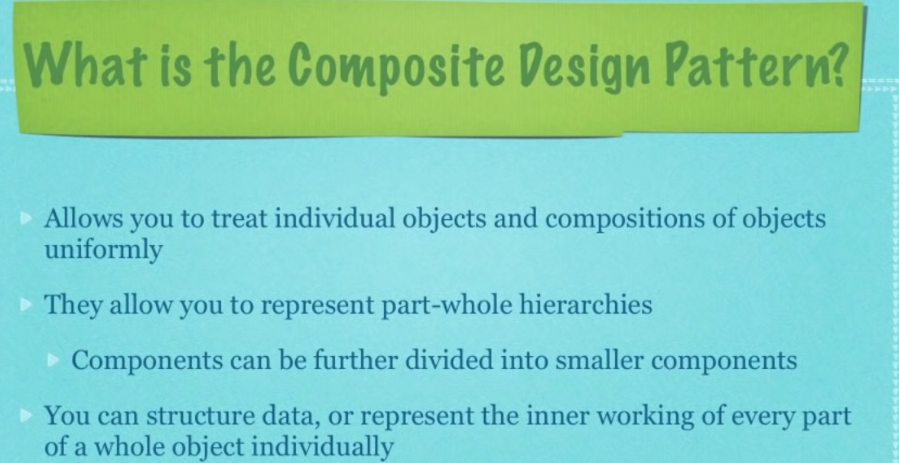 What is the Composite Design Pattern?
Allows you to treat individual objects and compositions of objects
uniformly
They allow you to represent part-whole hierarchies
Components can be further divided into smaller components
You can structure data, or represent the inner working of every part
of a whole object individually